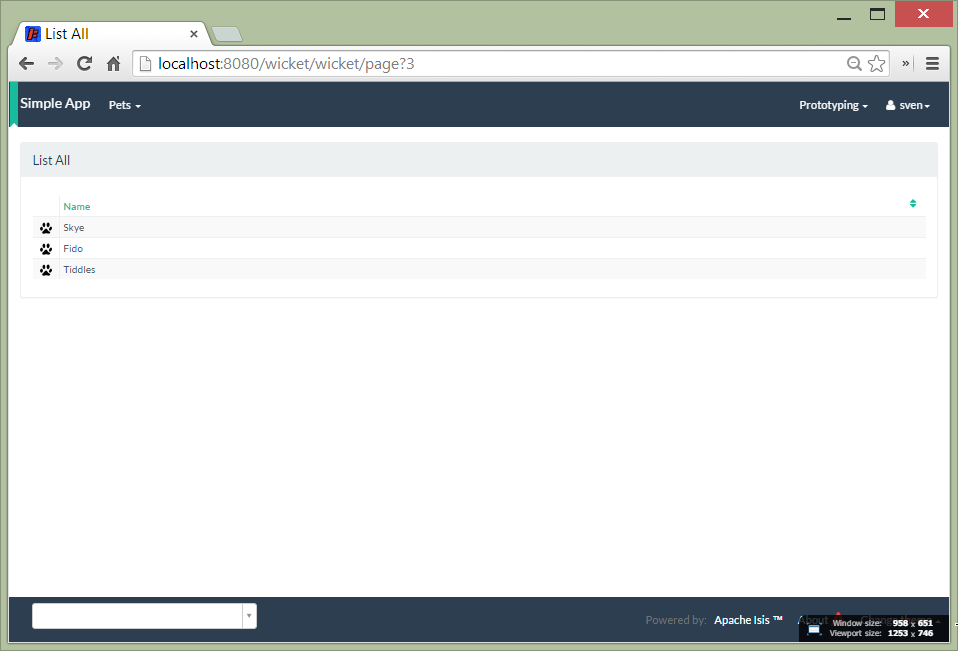 List All
localhost:8080/wicket/wicket/page?3
Simple App Pets Prototyping sven
List All
Name
Skye
Fido
Tiddles
Powered by: Apache Isis ™ About
Window size: 958 x 651
Viewport size: 1253 x 746